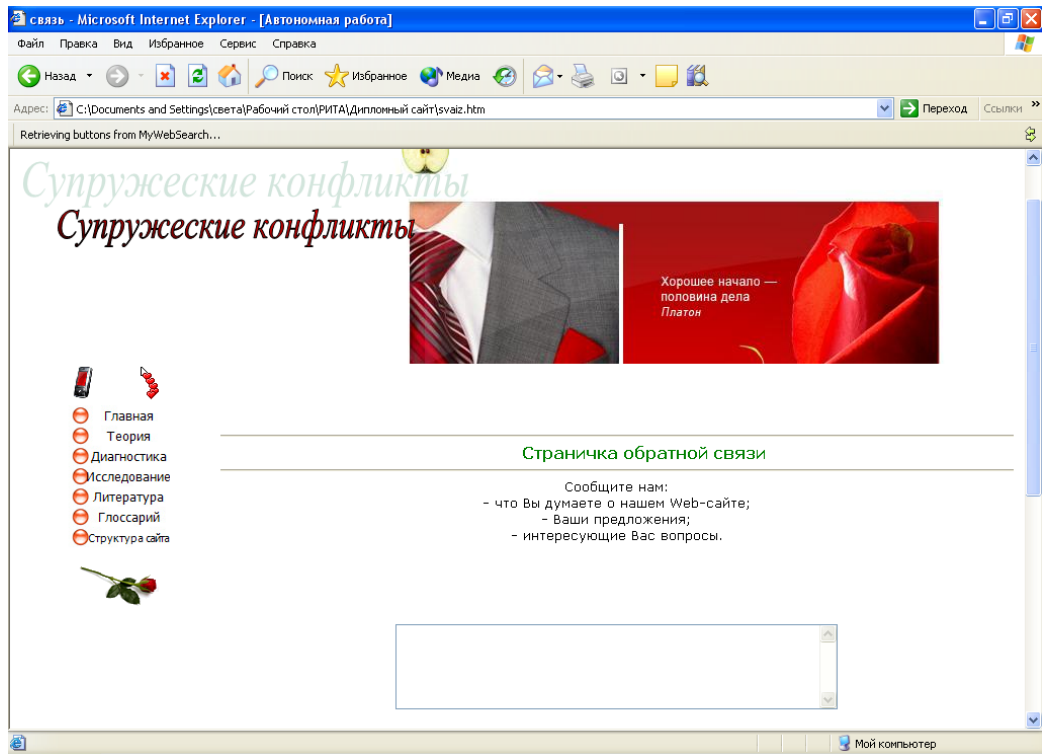 связь - Microsoft Internet Explorer - [Автономная работа]
Файл Правка Вид Избранное Сервис Справка
Назад Поиск Избранное Медиа
Адрес: C:\Documents and Settings\света\Рабочий стол\РИТА\Дипломный сайт\svaiz.htm Переход Ссылки »
Retrieving buttons from MyWebSearch...
Супружеские конфликты
Супружеские конфликты
Хорошее начало —
половина дела
Платон
Главная
Теория
Диагностика
Исследование
Литература
Глоссарий
Структура сайта
Страничка обратной связи
Сообщите нам:
- что Вы думаете о нашем Web-сайте;
- Ваши предложения;
- интересующие Вас вопросы.
Мой компьютер